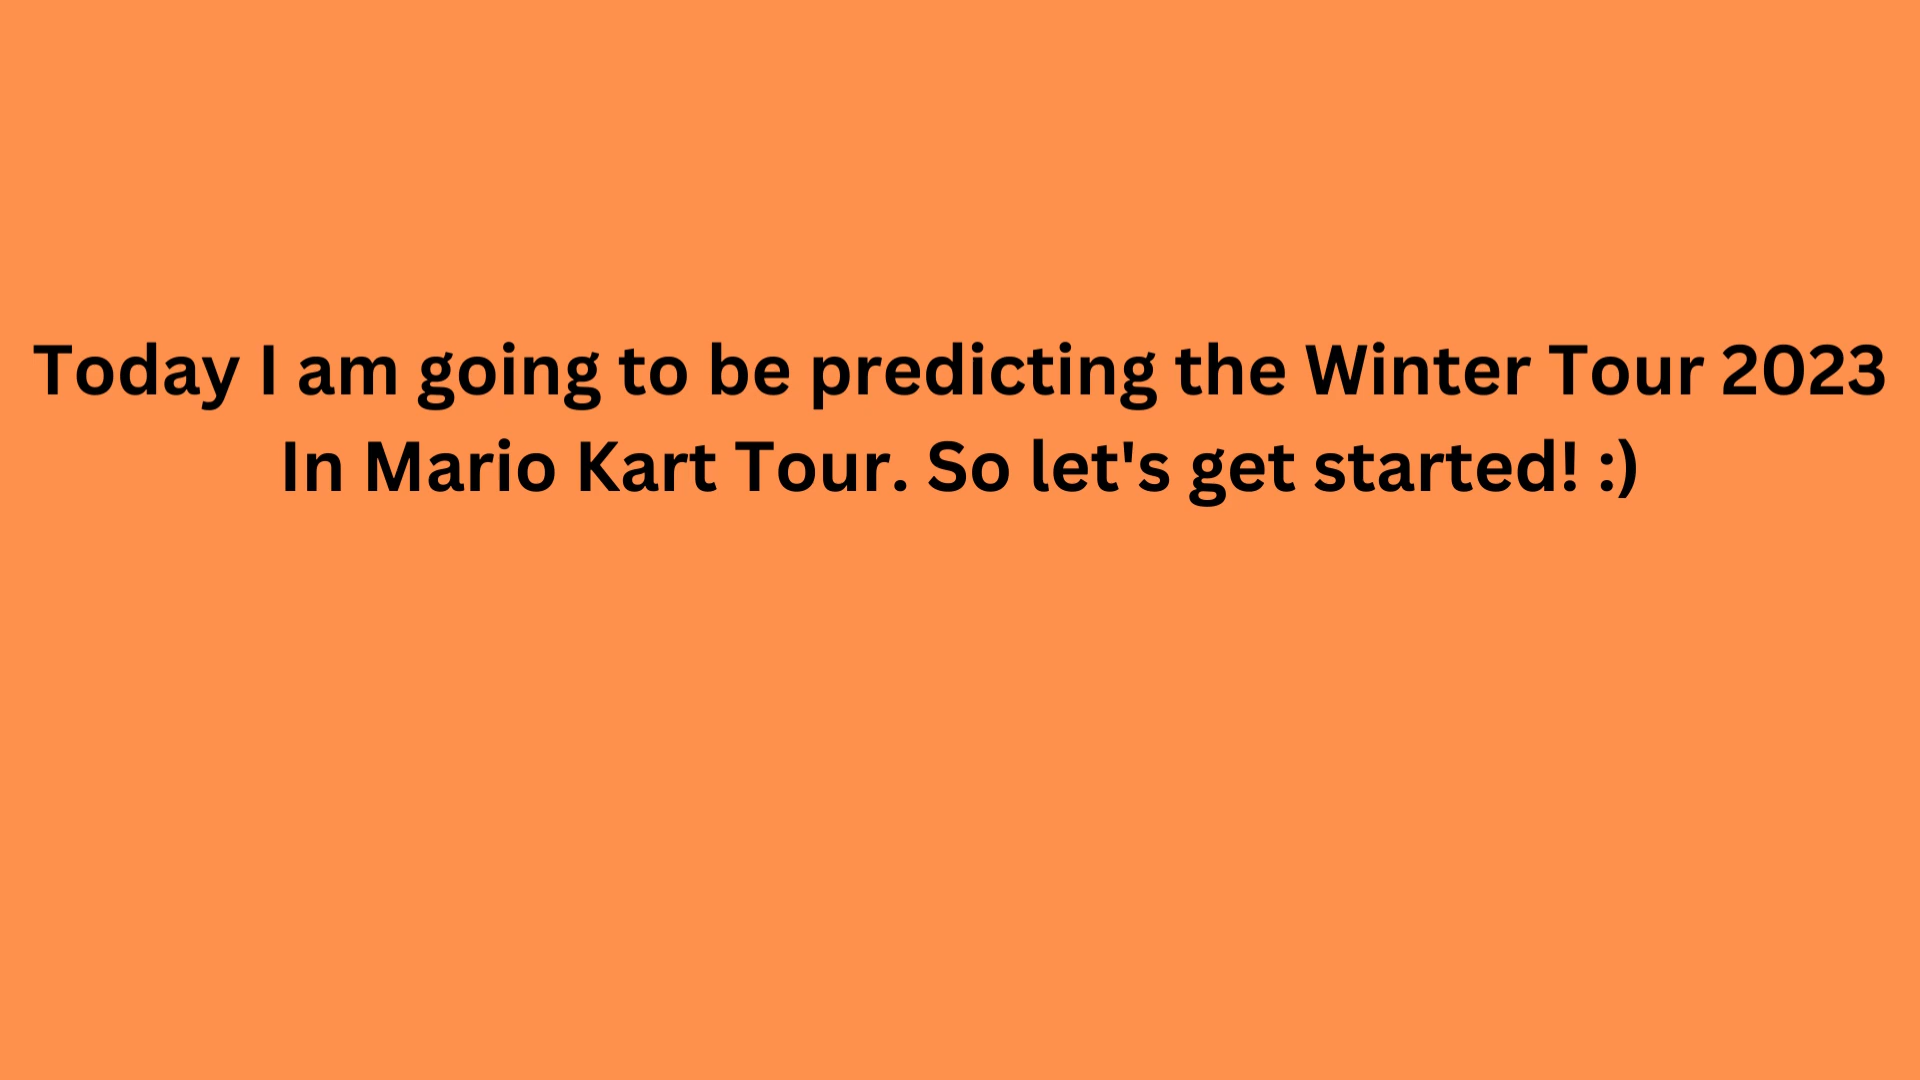 Today I am going to be predicting the Winter Tour 2023
In Mario Kart Tour. So let's get started! :)